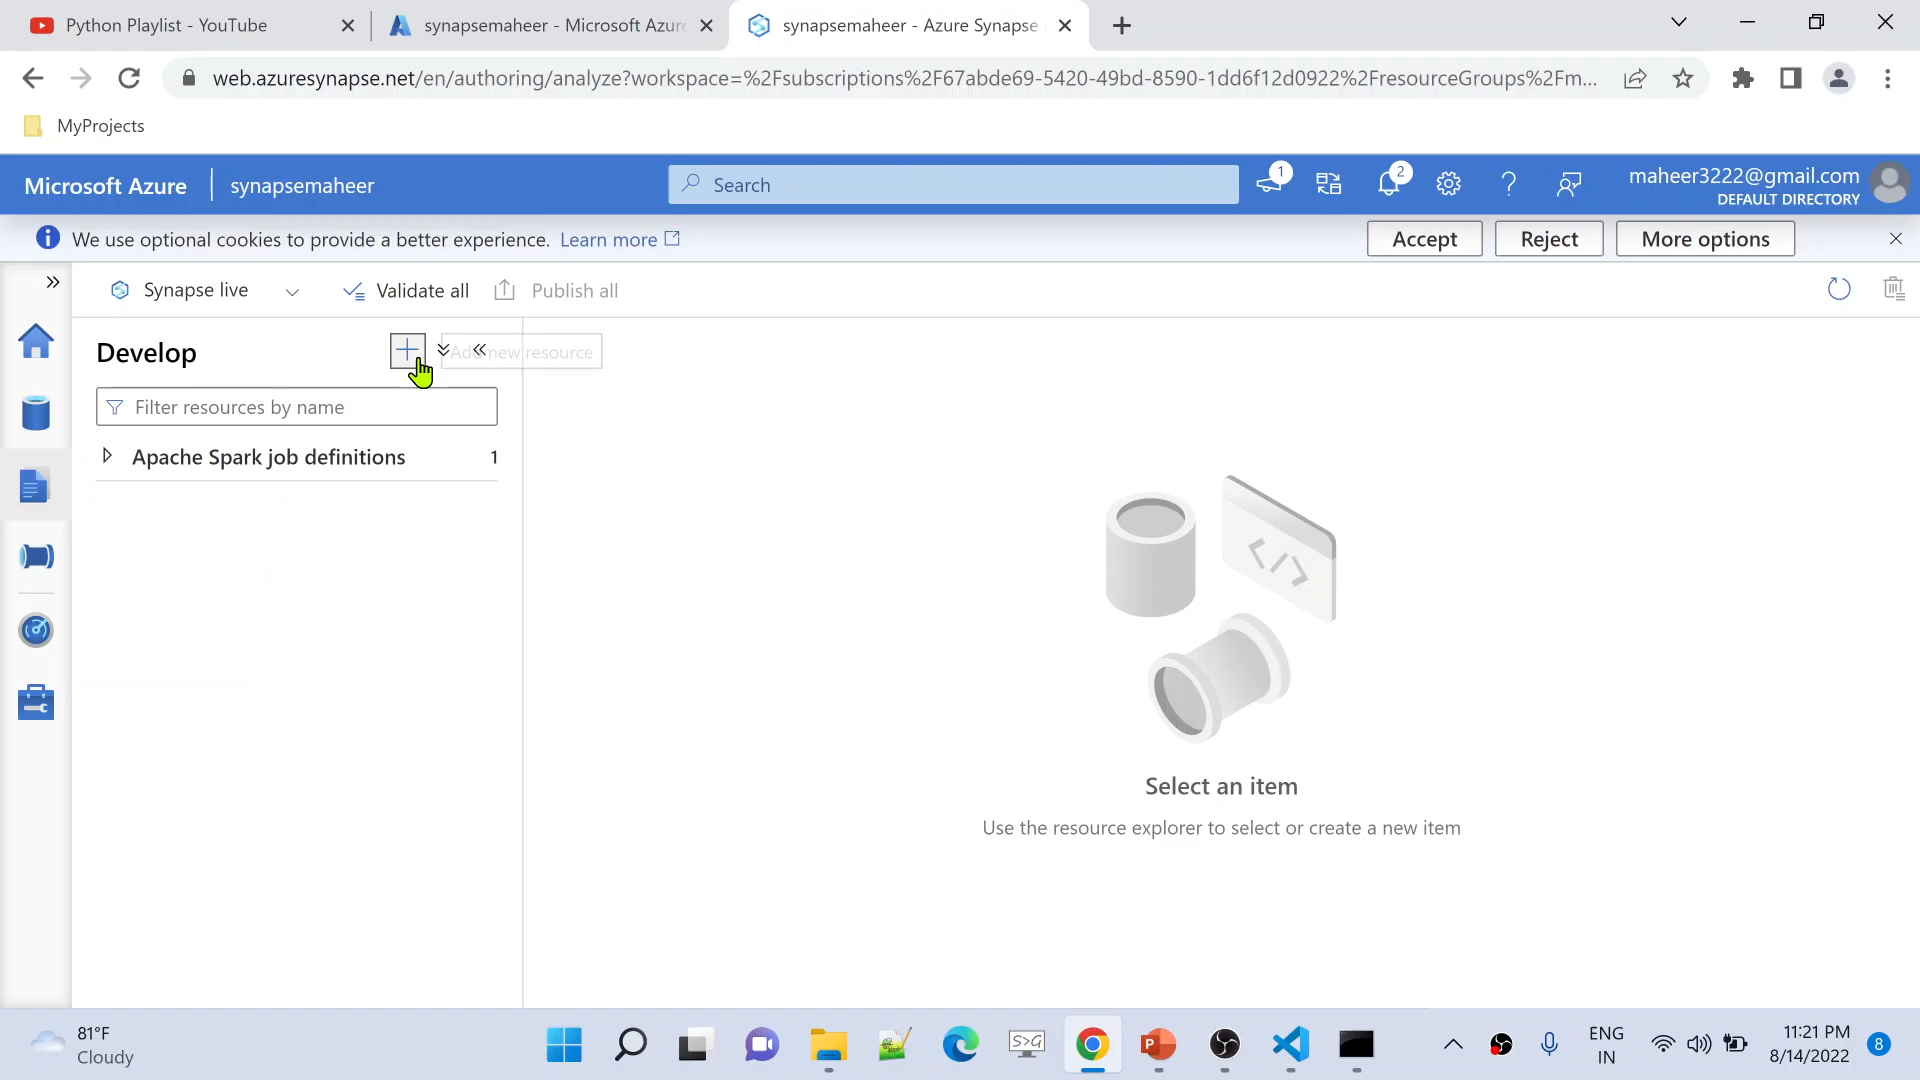 Python Playlist - YouTube
synapsemaheer - Microsoft Azure
synapsemaheer - Azure Synapse
web.azuresynapse.net/en/authoring/analyze?workspace=%2Fsubscriptions%2F67abde69-5420-49bd-8590-1dd6f12d0922%2FresourceGroups%2Fm...
MyProjects
Microsoft Azure
synapsemaheer
Search
1
2
maheer3222@gmail.com
DEFAULT DIRECTORY
We use optional cookies to provide a better experience. Learn more
Accept
Reject
More options
Synapse live
Validate all
Publish all
Develop
Add new resource
Filter resources by name
Apache Spark job definitions 1
Select an item
Use the resource explorer to select or create a new item
81°F
Cloudy
S>G
ENG
IN
11:21 PM
8/14/2022
8